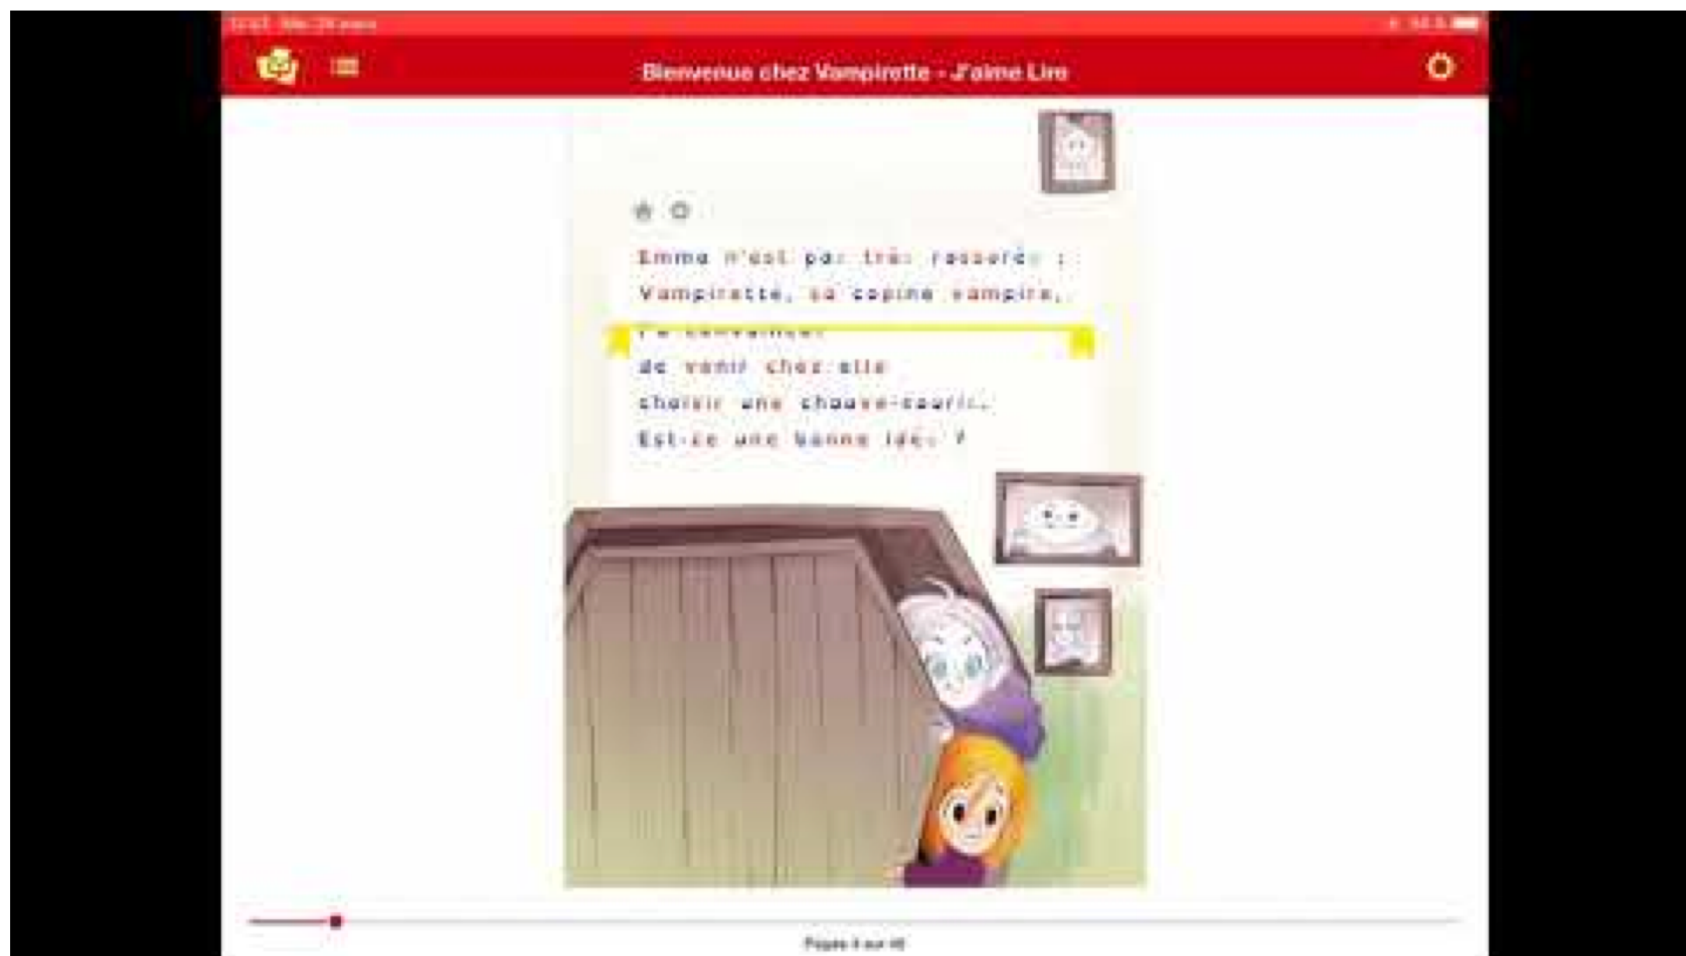 Bienvenue chez Vampirette - J'aime Lire
Emma n'est pas très rassurée :
Vampirette, sa copine vampire,
l'a convaincue
de venir chez elle
choisir une chauve-souris.
Est-ce une bonne idée ?